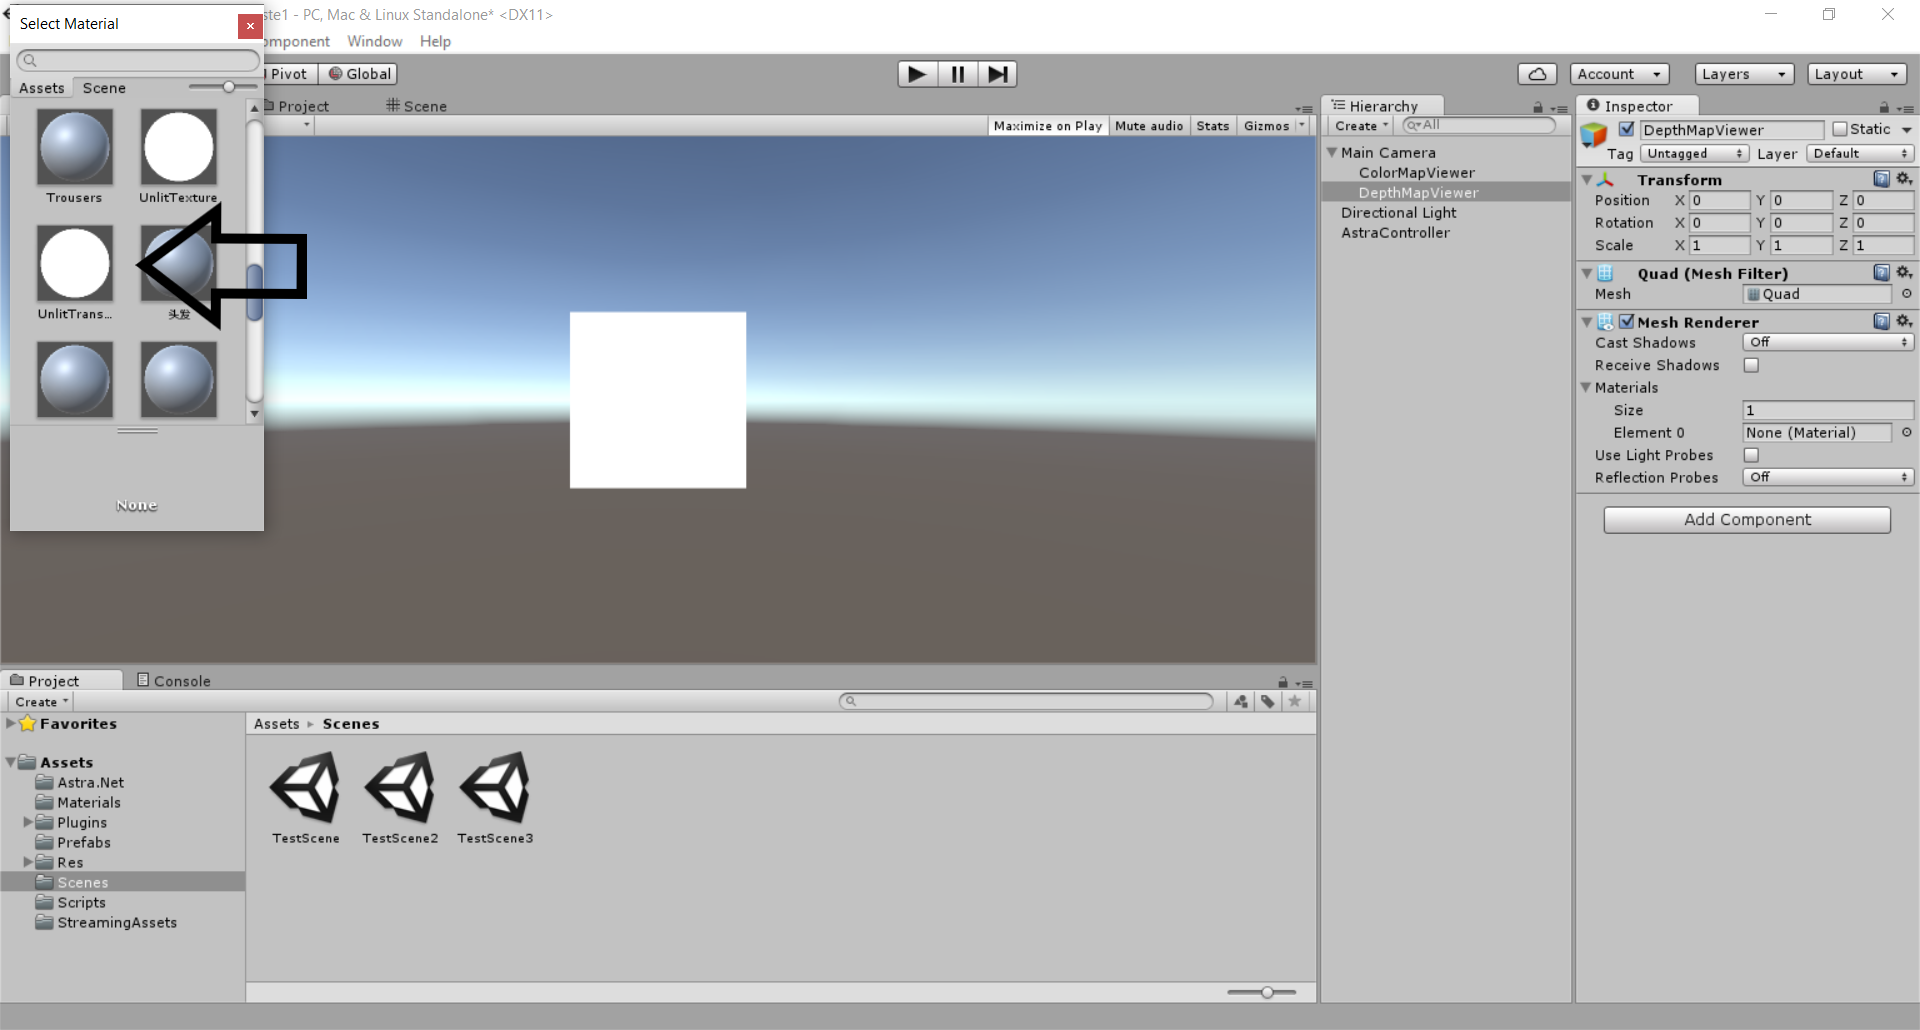 Select Material
ste1 - PC, Mac & Linux Standalone* <DX11>
omponent Window Help
Pivot Global
Account Layers Layout
Assets Scene
Trousers UnlitTexture
UnlitTrans... 头发
None
Project Scene
Maximize on Play Mute audio Stats Gizmos
Hierarchy
Create All
Main Camera
ColorMapViewer
DepthMapViewer
Directional Light
AstraController
Inspector
DepthMapViewer Static
Tag Untagged Layer Default
Transform
Position X 0 Y 0 Z 0
Rotation X 0 Y 0 Z 0
Scale X 1 Y 1 Z 1
Quad (Mesh Filter)
Mesh Quad
Mesh Renderer
Cast Shadows Off
Receive Shadows
Materials
Size 1
Element 0 None (Material)
Use Light Probes
Reflection Probes Off
Add Component
Project Console
Create
Favorites
Assets
Astra.Net
Materials
Plugins
Prefabs
Res
Scenes
Scripts
StreamingAssets
Assets Scenes
TestScene TestScene2 TestScene3